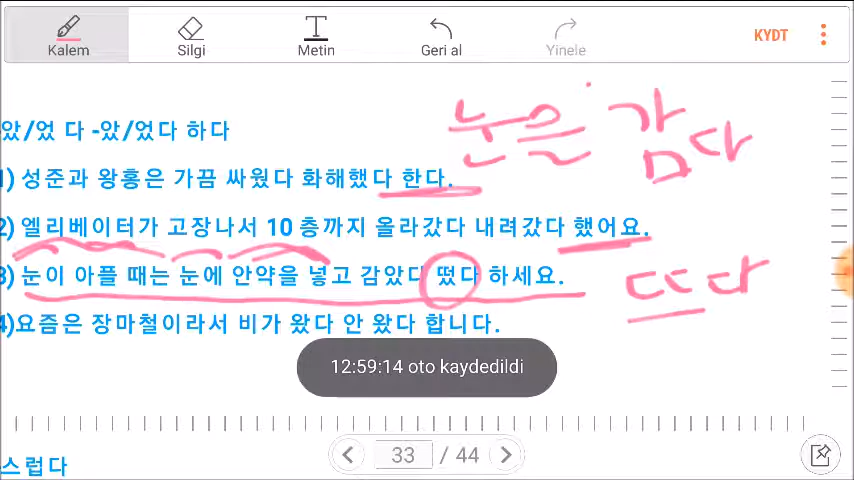 Kalem Silgi Metin Geri al Yinele KYDT
눈을 감다
았/었 다 -았/었다 하다
1) 성준과 왕홍은 가끔 싸웠다 화해했다 한다.
2) 엘리베이터가 고장나서 10 층까지 올라갔다 내려갔다 했어요.
3) 눈이 아플 때는 눈에 안약을 넣고 감았다 떴다 하세요.
뜨다
4)요즘은 장마철이라서 비가 왔다 안 왔다 합니다.
12:59:14 oto kaydedildi
33 / 44
스럽다